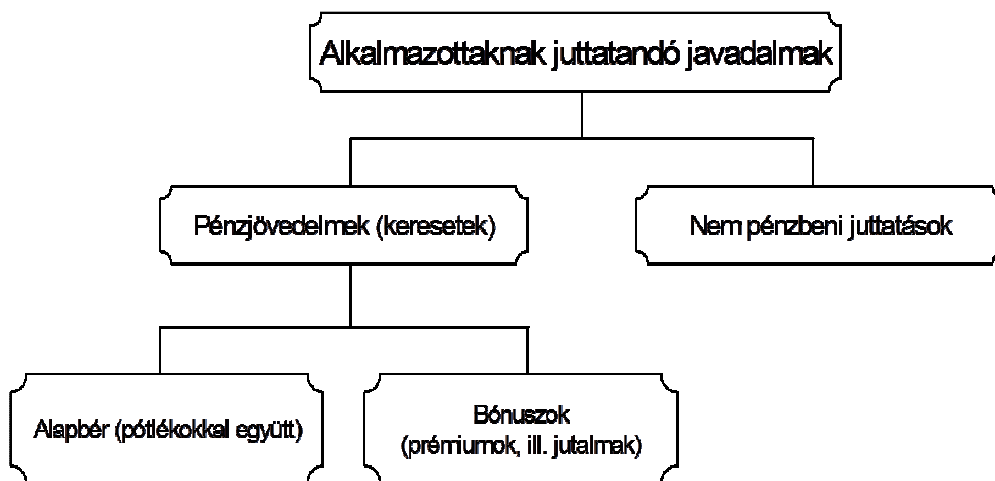 Alkalmazottaknak juttatandó javadalmak
Pénzjövedelmek (keresetek)
Nem pénzbeni juttatások
Alapbér (pótlékokkal együtt)
Bónuszok
(prémiumok, ill. jutalmak)